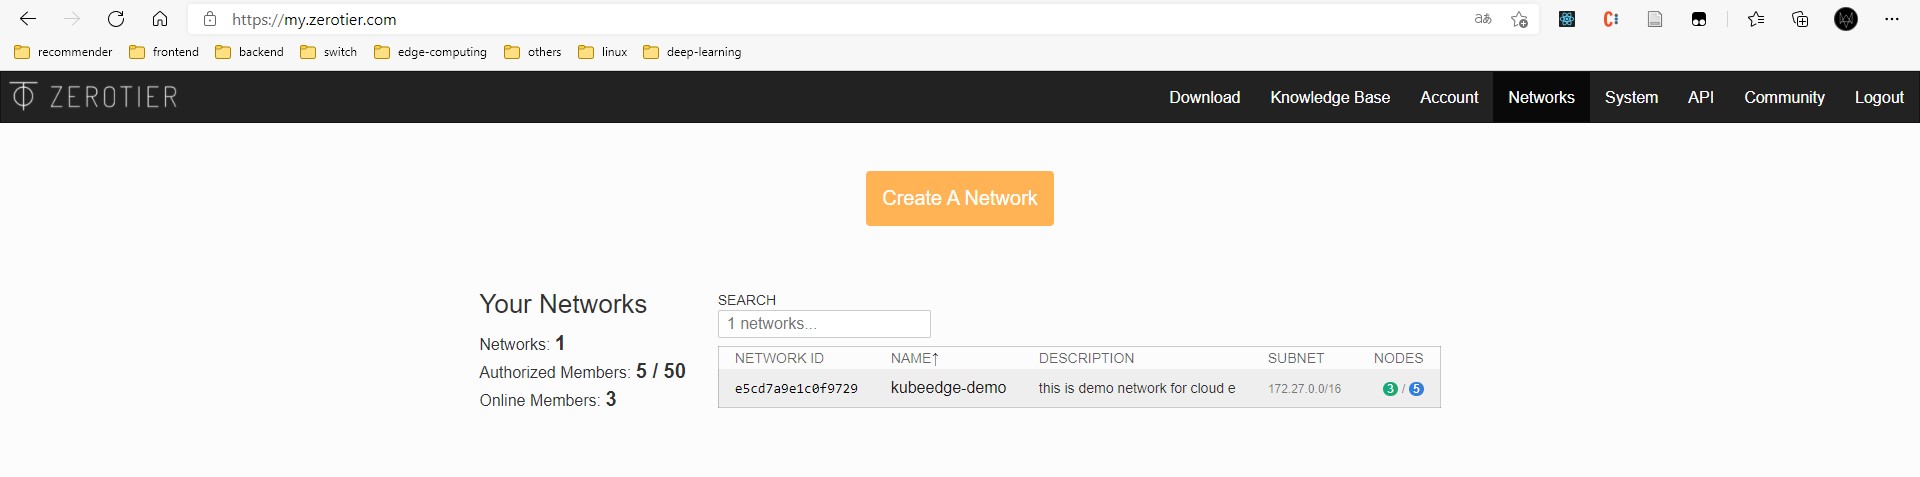 https://my.zerotier.com
recommender frontend backend switch edge-computing others linux deep-learning
ZEROTIER Download Knowledge Base Account Networks System API Community Logout
Create A Network
Your Networks
Networks: 1
Authorized Members: 5 / 50
Online Members: 3
SEARCH
1 networks...
NETWORK ID NAME↑ DESCRIPTION SUBNET NODES
e5cd7a9e1c0f9729 kubeedge-demo this is demo network for cloud e 172.27.0.0/16 3 / 5